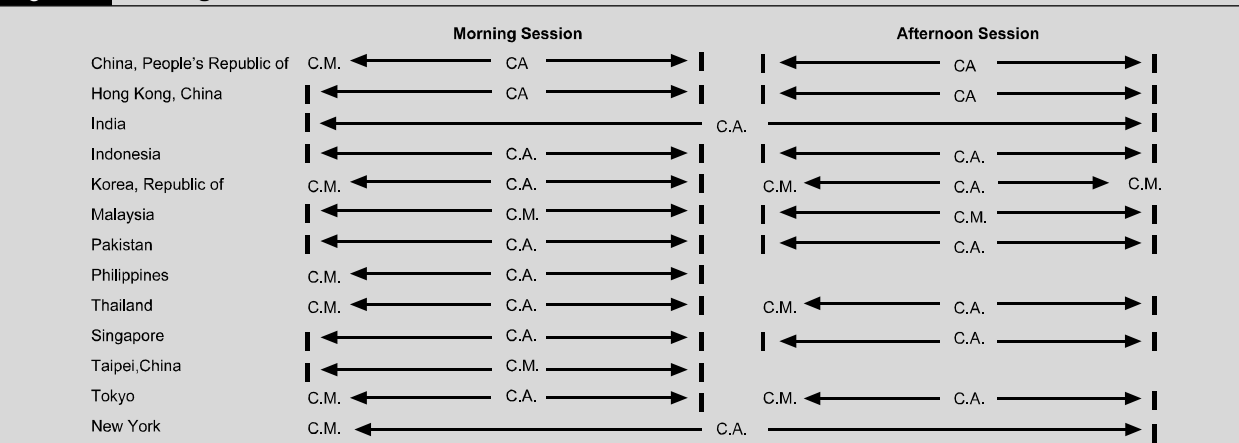 Morning Session Afternoon Session
China, People's Republic of C.M. CA CA
Hong Kong, China CA CA
India C.A.
Indonesia C.A. C.A.
Korea, Republic of C.M. C.A. C.M. C.A. C.M.
Malaysia C.M. C.M.
Pakistan C.A. C.A.
Philippines C.M. C.A.
Thailand C.M. C.A. C.M. C.A.
Singapore C.A. C.A.
Taipei,China C.M.
Tokyo C.M. C.A. C.M. C.A.
New York C.M. C.A.